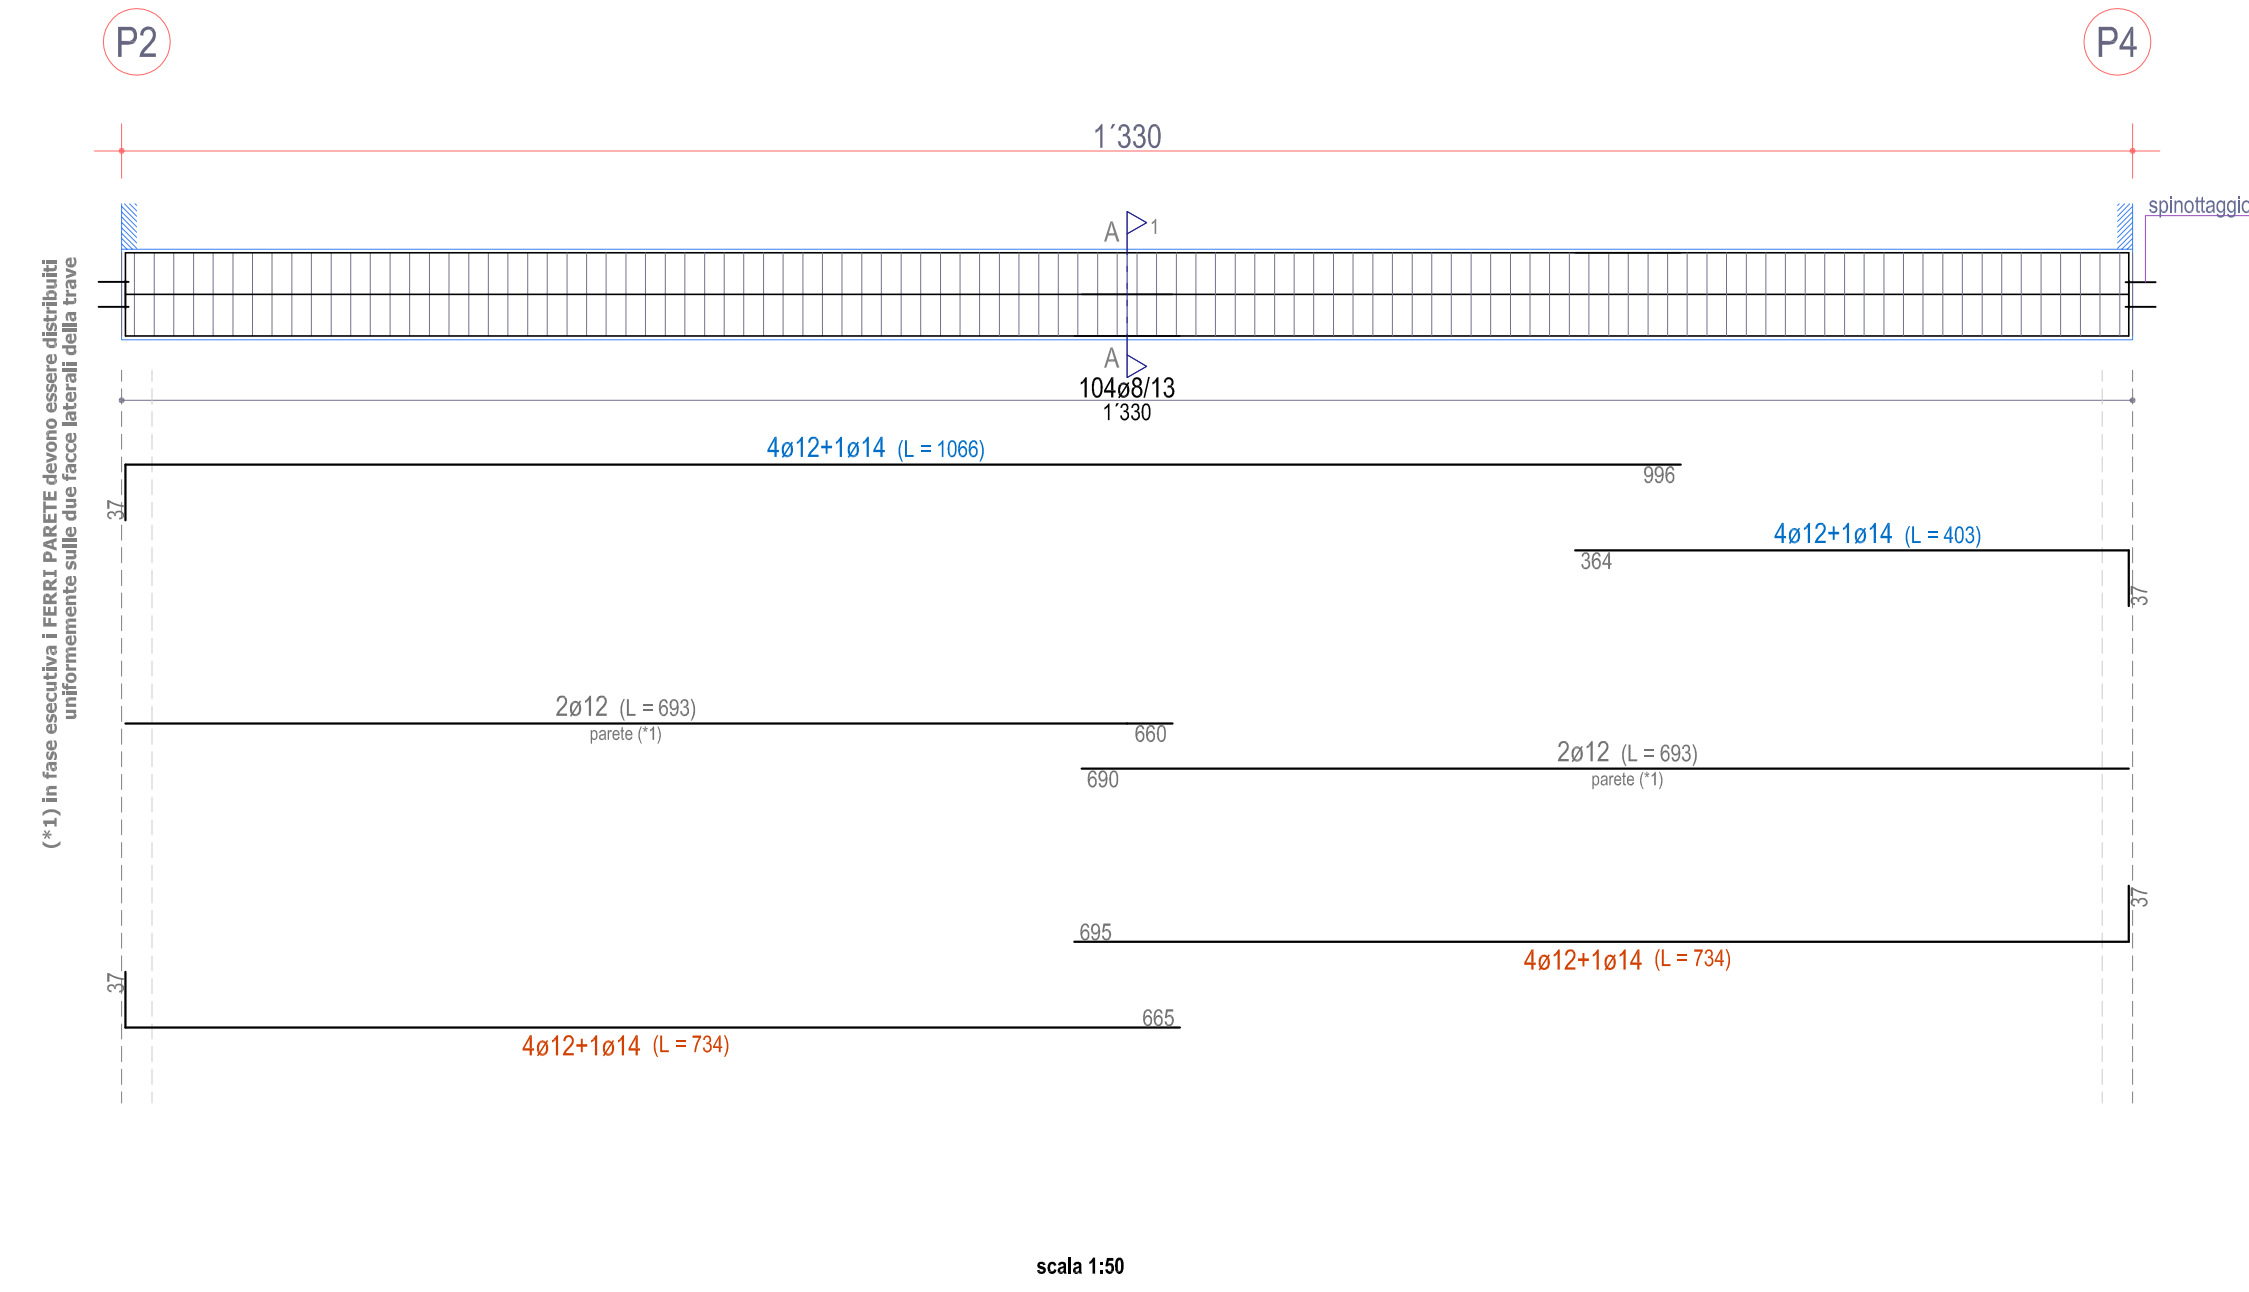 P2
P4
1´330
spinottaggio
A
1
A
104ø8/13
1´330
(*1) in fase esecutiva i FERRI PARETE devono essere distribuiti
uniformemente sulle due facce laterali della trave
4ø12+1ø14 (L = 1066)
996
37
4ø12+1ø14 (L = 403)
364
37
2ø12 (L = 693)
parete (*1)
660
2ø12 (L = 693)
parete (*1)
690
37
695
4ø12+1ø14 (L = 734)
37
665
4ø12+1ø14 (L = 734)
scala 1:50